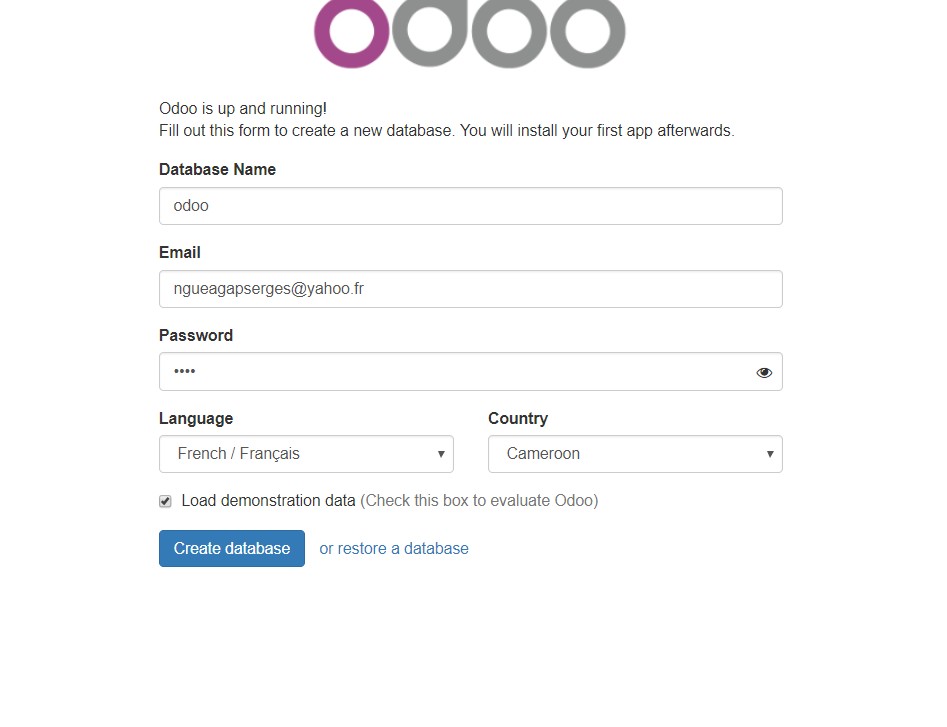 odoo
Odoo is up and running!
Fill out this form to create a new database. You will install your first app afterwards.
Database Name
odoo
Email
ngueagapserges@yahoo.fr
Password
••••
Language
Country
French / Français
Cameroon
Load demonstration data (Check this box to evaluate Odoo)
Create database or restore a database